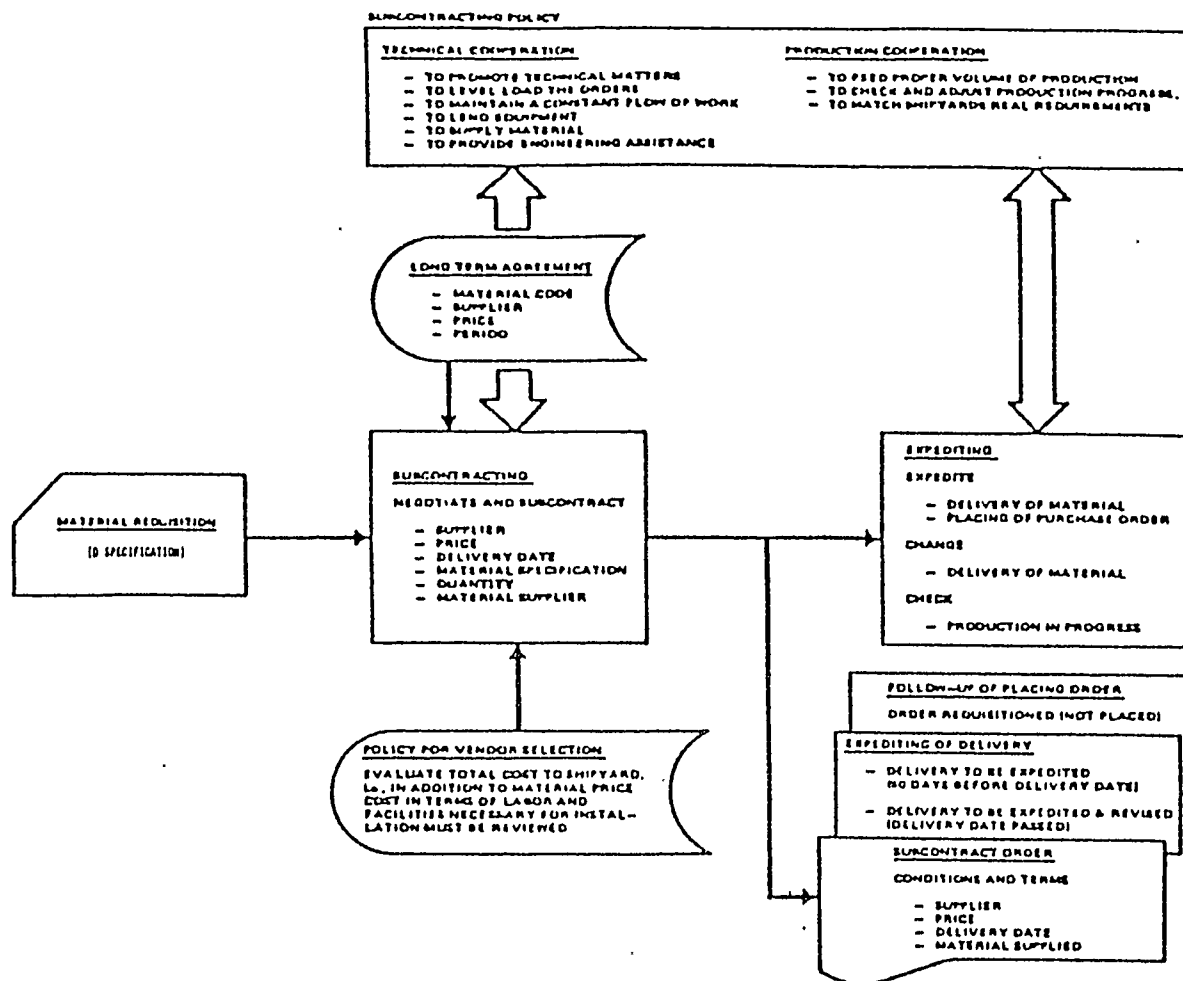 SUBCONTRACTING POLICY
TECHNICAL COOPERATION
– TO PROMOTE TECHNICAL MATTERS
– TO LEVEL LOAD THE ORDERS
– TO MAINTAIN A CONSTANT FLOW OF WORK
– TO LEND EQUIPMENT
– TO SUPPLY MATERIAL
– TO PROVIDE ENGINEERING ASSISTANCE
PRODUCTION COOPERATION
– TO FEED PROPER VOLUME OF PRODUCTION
– TO CHECK AND ADJUST PRODUCTION PROGRESS,
– TO MATCH SHIPYARDS REAL REQUIREMENTS
LONG TERM AGREEMENT
– MATERIAL CODE
– SUPPLIER
– PRICE
– PERIOD
MATERIAL REQUISITION
(D SPECIFICATION)
SUBCONTRACTING
NEGOTIATE AND SUBCONTRACT
– SUPPLIER
– PRICE
– DELIVERY DATE
– MATERIAL SPECIFICATION
– QUANTITY
– MATERIAL SUPPLIER
EXPEDITING
EXPEDITE
– DELIVERY OF MATERIAL
– PLACING OF PURCHASE ORDER
CHANGE
– DELIVERY OF MATERIAL
CHECK
– PRODUCTION IN PROGRESS
POLICY FOR VENDOR SELECTION
EVALUATE TOTAL COST TO SHIPYARD,
i.e., IN ADDITION TO MATERIAL PRICE
COST IN TERMS OF LABOR AND
FACILITIES NECESSARY FOR INSTAL–
LATION MUST BE REVIEWED
FOLLOW–UP OF PLACING ORDER
ORDER REQUISITIONED (NOT PLACED)
EXPEDITING OF DELIVERY
– DELIVERY TO BE EXPEDITED
DAYS BEFORE DELIVERY DATE)
– DELIVERY TO BE EXPEDITED & REVISED
(DELIVERY DATE PASSED)
SUBCONTRACT ORDER
CONDITIONS AND TERMS
– SUPPLIER
– PRICE
– DELIVERY DATE
– MATERIAL SUPPLIED